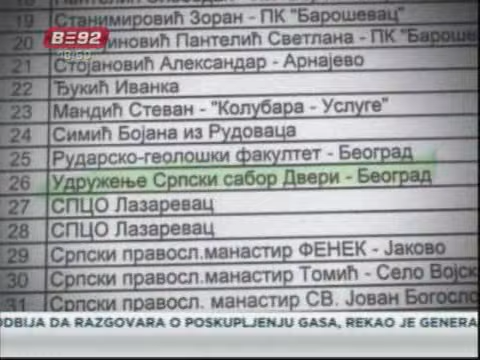 18
19 Станимировић Зоран - ПК "Барошевац"
20 Пантелић Светлана - ПК "Барошев
21 Стојановић Александар - Арнајево
22 Ђукић Иванка
23 Мандић Стеван - "Колубара - Услуге"
24 Симић Бојана из Рудоваца
25 Рударско-геолошки факултет - Београд
26 Удружење Српски сабор Двери - Београд
27 СПЦО Лазаревац
28 СПЦО Лазаревац
29 Српски правосл.манастир ФЕНЕК - Јаково
30 Српски правосл.манастир Томић - Село Војск
31 Српски правосл. манастир СВ. Јован Богосло
B92
ODBIJA DA RAZGOVARA O POSKUPLJENJU GASA, REKAO JE GENERA